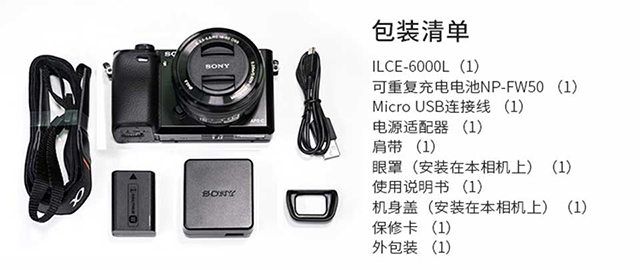 SONY
SONY
包装清单
ILCE-6000L（1）
可重复充电电池NP-FW50 （1）
Micro USB连接线 （1）
电源适配器 （1）
肩带 （1）
眼罩（安装在本相机上）（1）
使用说明书 （1）
机身盖（安装在本相机上）（1）
保修卡 （1）
外包装 （1）